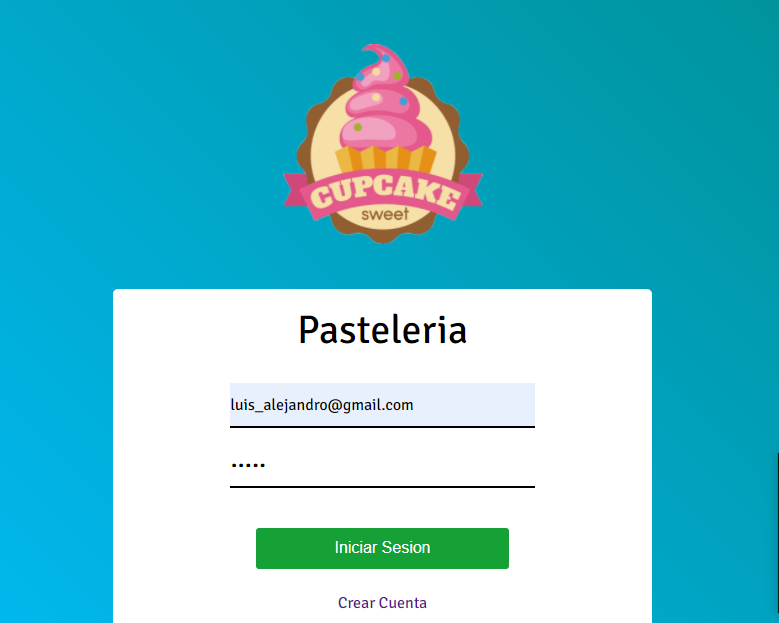 CUPCAKE
sweet
Pasteleria
luis_alejandro@gmail.com
•••••
Iniciar Sesion
Crear Cuenta